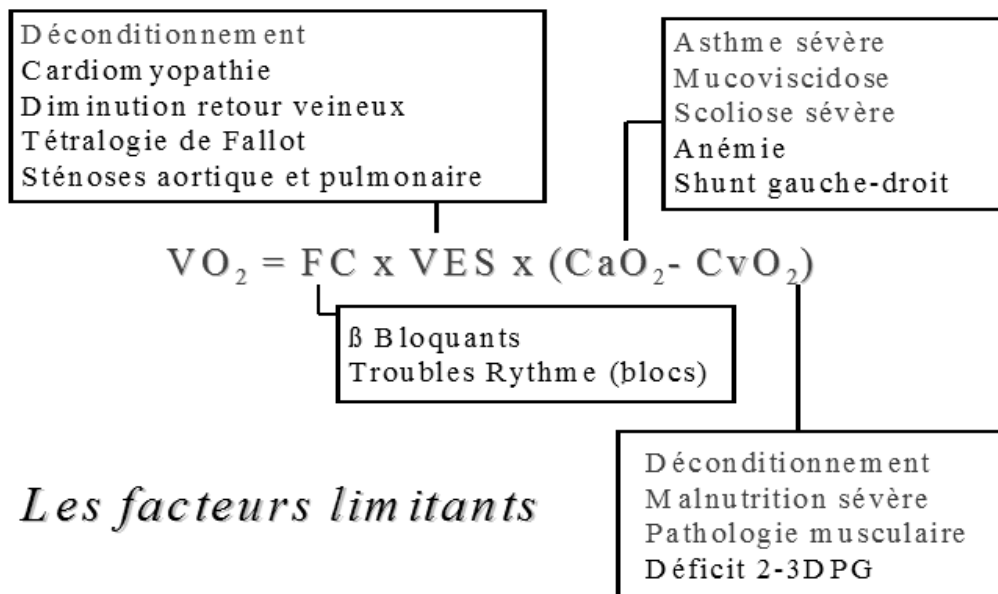 Déconditionnement
Cardiomyopathie
Diminution retour veineux
Tétralogie de Fallot
Sténoses aortique et pulmonaire
Asthme sévère
Mucoviscidose
Scoliose sévère
Anémie
Shunt gauche-droit
VO₂ = FC x VES x (CaO₂- CvO₂)
ß Bloquants
Troubles Rythme (blocs)
Les facteurs limitants
Déconditionnement
Malnutrition sévère
Pathologie musculaire
Déficit 2-3DPG